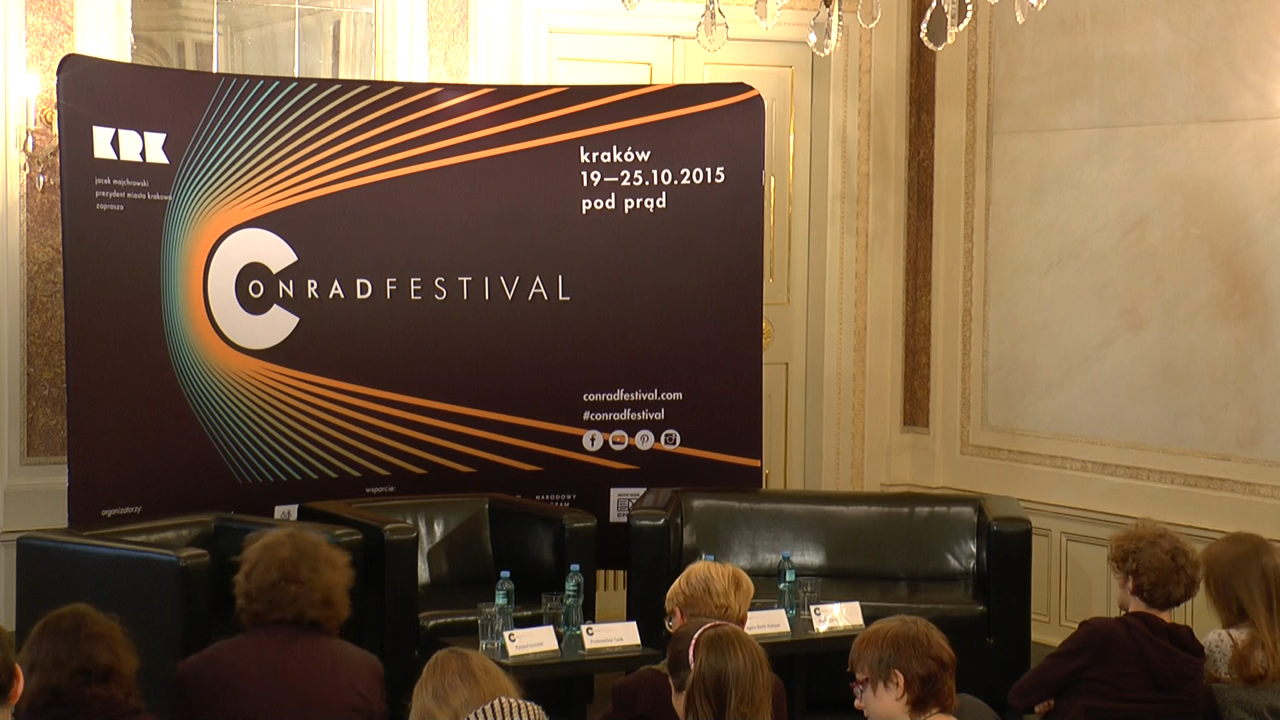 KRK
jacek majchrowski
prezydent miasta krakowa
zaprasza
kraków
19—25.10.2015
pod prąd
CONRADFESTIVAL
conradfestival.com
#conradfestival
wsparcie:
organizatorzy:
NARODOWY